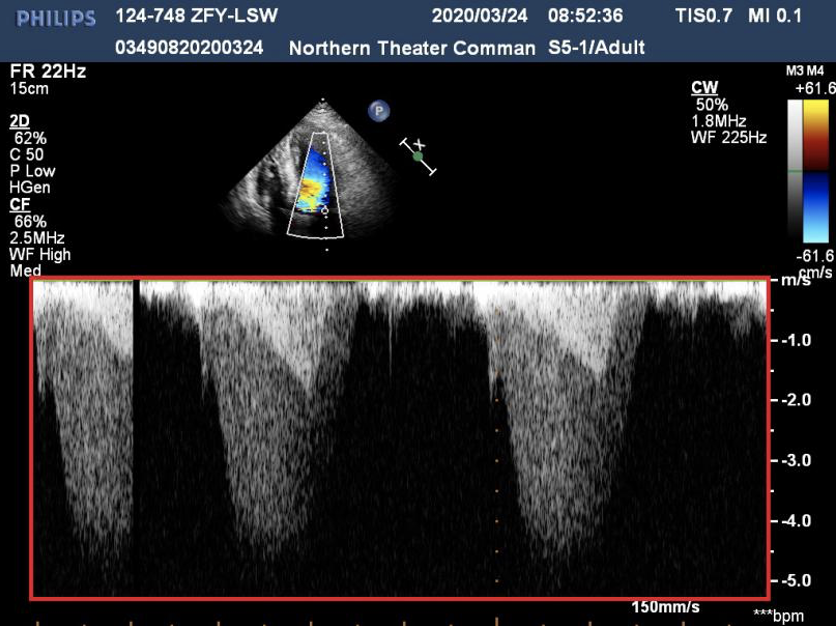 PHILIPS 124-748 ZFY-LSW 2020/03/24 08:52:36 TIS0.7 MI 0.1
03490820200324 Northern Theater Comman S5-1/Adult
FR 22Hz
15cm
2D
62%
C 50
P Low
HGen
CF
66%
2.5MHz
WF High
Med
P
X
CW
50%
1.8MHz
WF 225Hz
M3 M4
+61.6
-61.6
cm/s
m/s
-1.0
-2.0
-3.0
-4.0
-5.0
150mm/s
***bpm